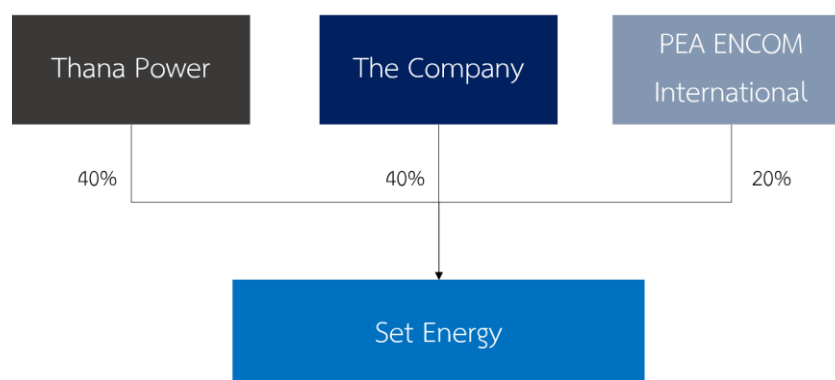 Thana Power
The Company
PEA ENCOM
International
40%
40%
20%
Set Energy